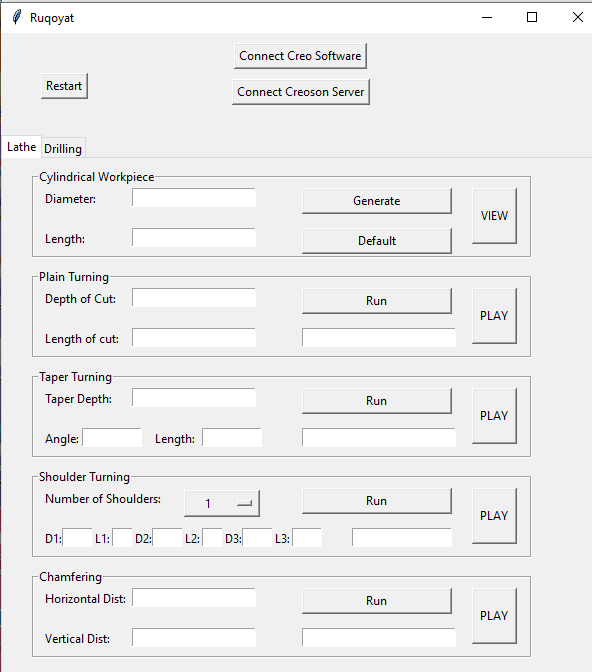 Ruqoyat
Connect Creo Software
Restart
Connect Creoson Server
Lathe Drilling
Cylindrical Workpiece
Diameter: Generate
VIEW
Length: Default
Plain Turning
Depth of Cut: Run
PLAY
Length of cut:
Taper Turning
Taper Depth: Run
PLAY
Angle: Length:
Shoulder Turning
Number of Shoulders: 1 Run
PLAY
D1: L1: D2: L2: D3: L3:
Chamfering
Horizontal Dist: Run
PLAY
Vertical Dist: